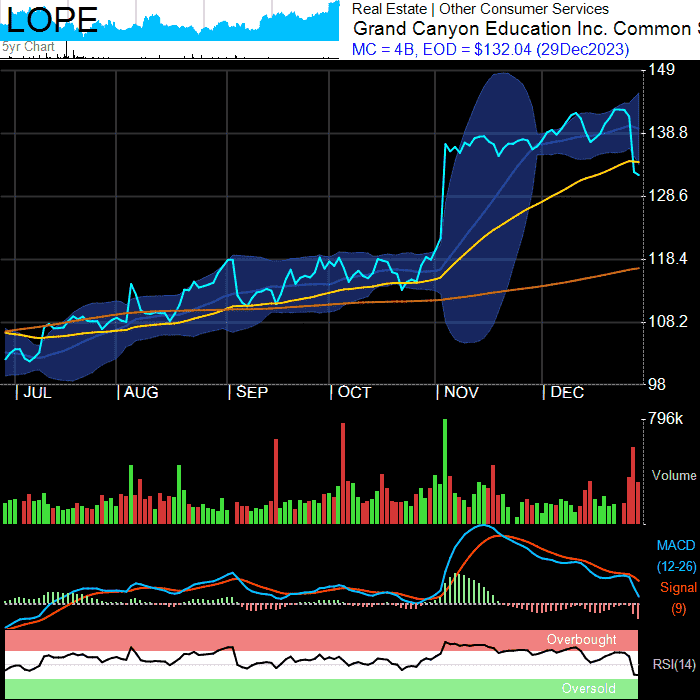 LOPE
5yr Chart
Real Estate | Other Consumer Services
Grand Canyon Education Inc. Common S
MC = 4B, EOD = $132.04 (29Dec2023)
149
138.8
128.6
118.4
108.2
98
JUL AUG SEP OCT NOV DEC
796k
Volume
MACD
(12-26)
Signal
(9)
Overbought
RSI(14)
Oversold